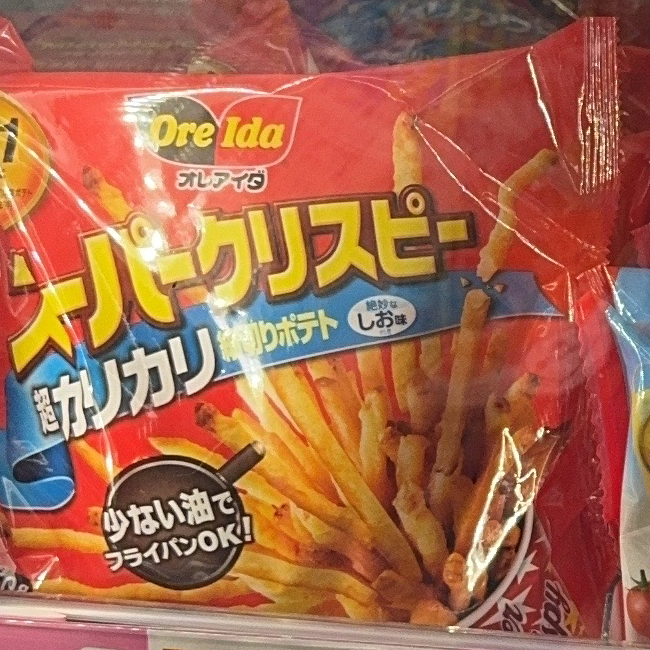 Ore Ida
オレアイダ
スーパークリスピー
絶妙な
しお味
超カリカリ細切りポテト
少ない油で
フライパンOK!